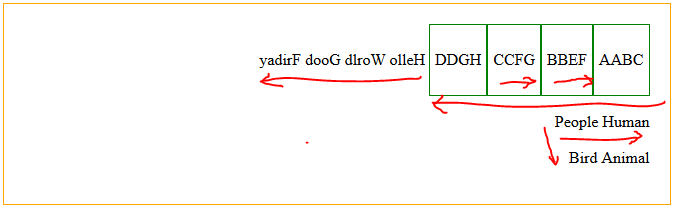 yadirF dooG dlroW olleH DDGH CCFG BBEF AABC
People Human
Bird Animal